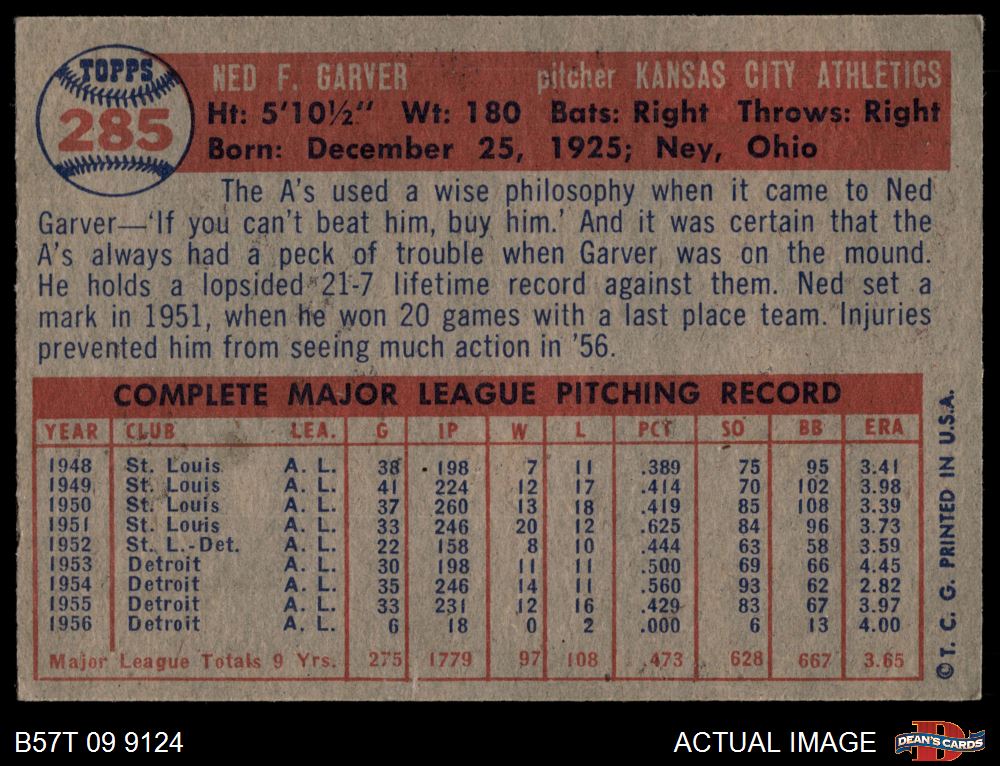 TOPPS
285
NED F. GARVER pitcher KANSAS CITY ATHLETICS
Ht: 5'10½" Wt: 180 Bats: Right Throws: Right
Born: December 25, 1925; Ney, Ohio
The A's used a wise philosophy when it came to Ned
Garver—'If you can't beat him, buy him.' And it was certain that the
A's always had a peck of trouble when Garver was on the mound.
He holds a lopsided 21-7 lifetime record against them. Ned set a
mark in 1951, when he won 20 games with a last place team. Injuries
prevented him from seeing much action in '56.
COMPLETE MAJOR LEAGUE PITCHING RECORD
YEAR CLUB LEA. G IP W L PCT SO BB ERA
1948 St. Louis A. L. 38 198 7 11 .389 75 95 3.41
1949 St. Louis A. L. 41 224 12 17 .414 70 102 3.98
1950 St. Louis A. L. 37 260 13 18 .419 85 108 3.39
1951 St. Louis A. L. 33 246 20 12 .625 84 96 3.73
1952 St. L.-Det. A. L. 22 158 8 10 .444 63 58 3.59
1953 Detroit A. L. 30 198 11 11 .500 69 66 4.45
1954 Detroit A. L. 35 246 14 11 .560 93 62 2.82
1955 Detroit A. L. 33 231 12 16 .429 83 67 3.97
1956 Detroit A. L. 6 18 0 2 .000 6 13 4.00
Major League Totals 9 Yrs. 275 1779 97 108 .473 628 667 3.65
© T. C. G. PRINTED IN U.S.A.
B57T 09 9124
ACTUAL IMAGE
DEAN'S CARDS